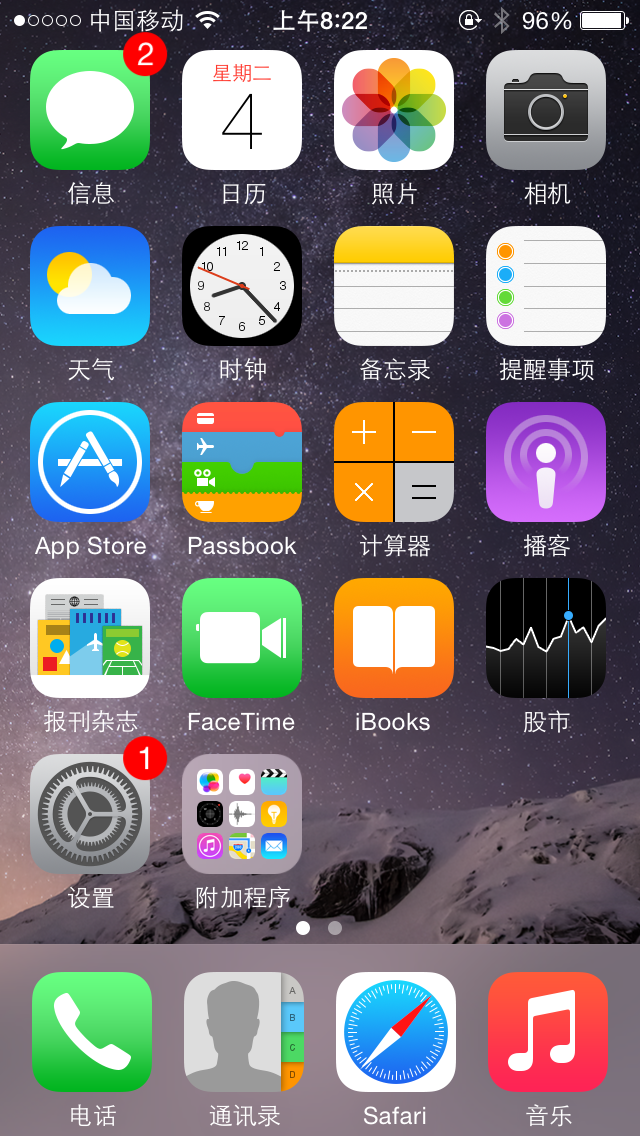 中国移动 上午8:22 96%
2
星期二
4
信息 日历 照片 相机
12 1 2 3 4 5 6 7 8 9 10 11
天气 时钟 备忘录 提醒事项
App Store Passbook 计算器 播客
报刊杂志 FaceTime iBooks 股市
1
设置 附加程序
A
B
C
D
电话 通讯录 Safari 音乐